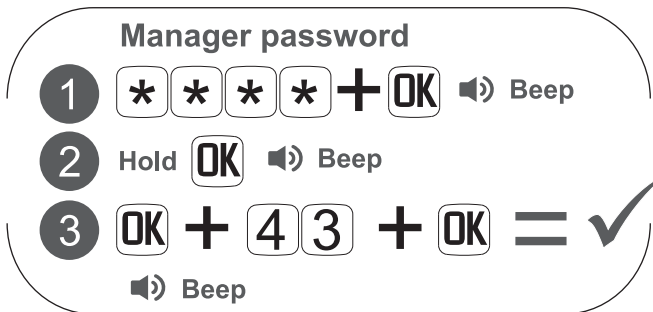 Manager password
1 * * * * + OK Beep
2 Hold OK Beep
3 OK + 43 + OK =
Beep